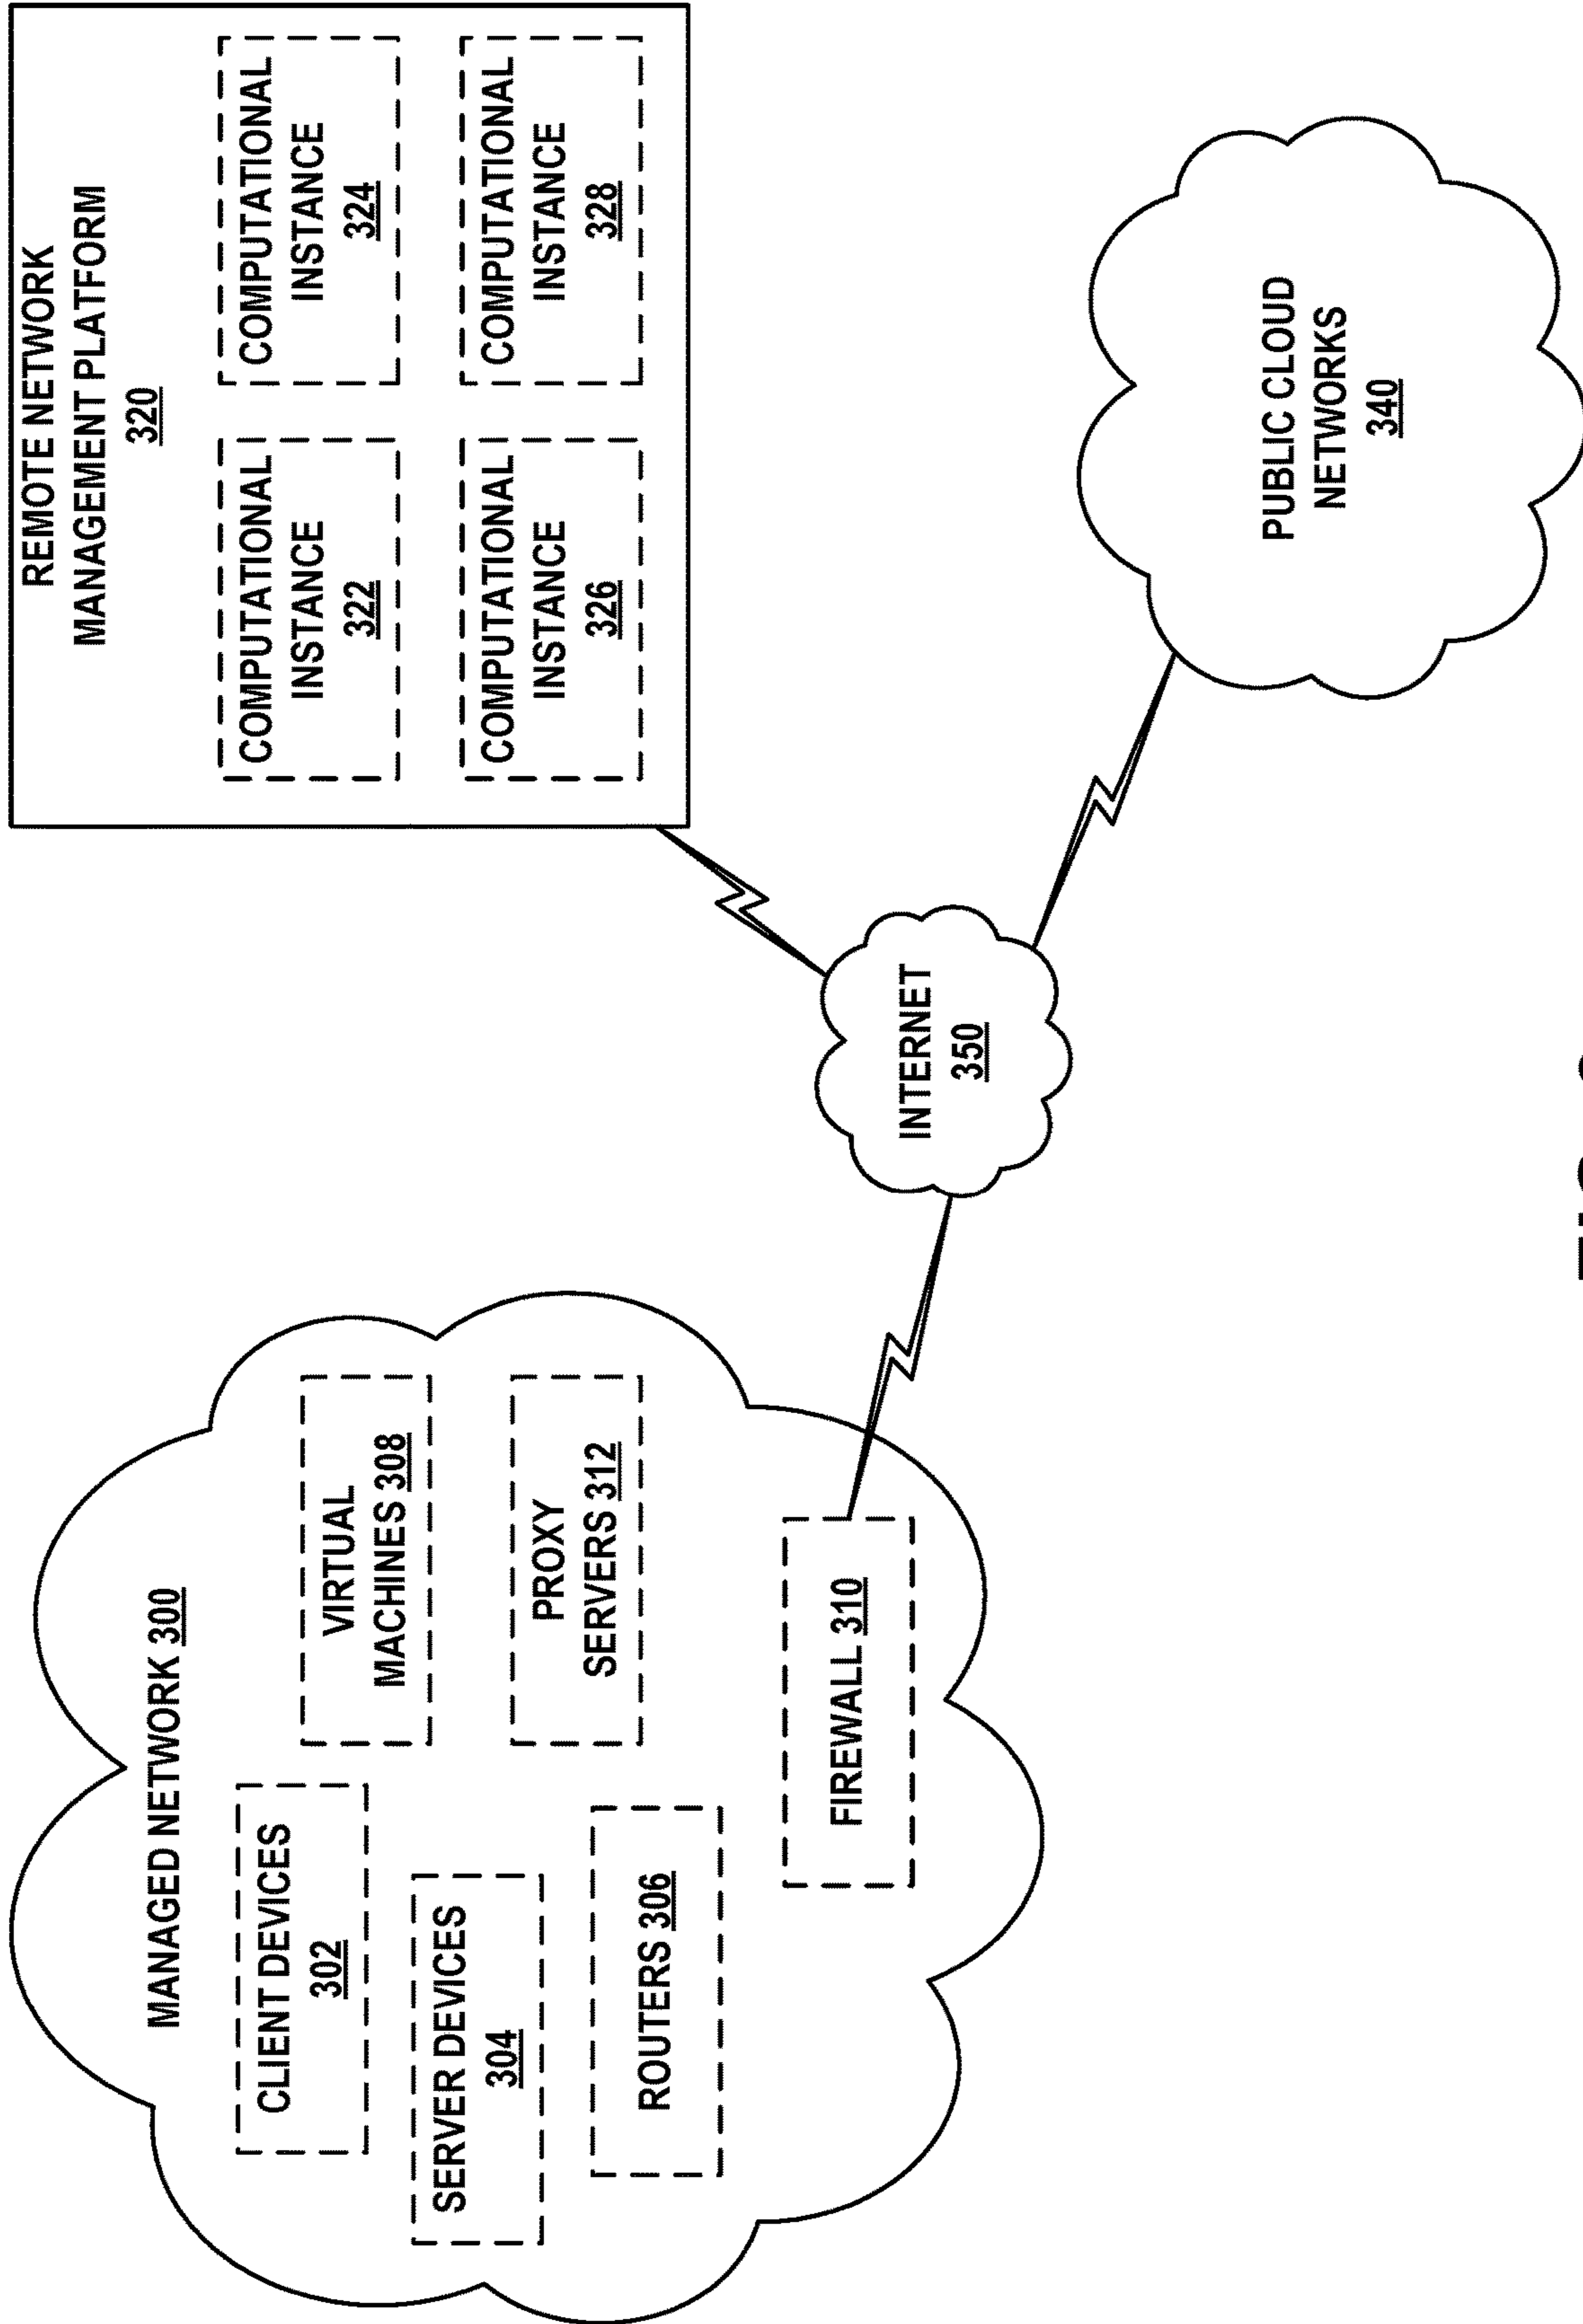 MANAGED NETWORK 300
CLIENT DEVICES
302
SERVER DEVICES
304
ROUTERS 306
VIRTUAL
MACHINES 308
PROXY
SERVERS 312
FIREWALL 310
INTERNET
350
REMOTE NETWORK
MANAGEMENT PLATFORM
320
COMPUTATIONAL
INSTANCE
322
COMPUTATIONAL
INSTANCE
324
COMPUTATIONAL
INSTANCE
326
COMPUTATIONAL
INSTANCE
328
PUBLIC CLOUD
NETWORKS
340